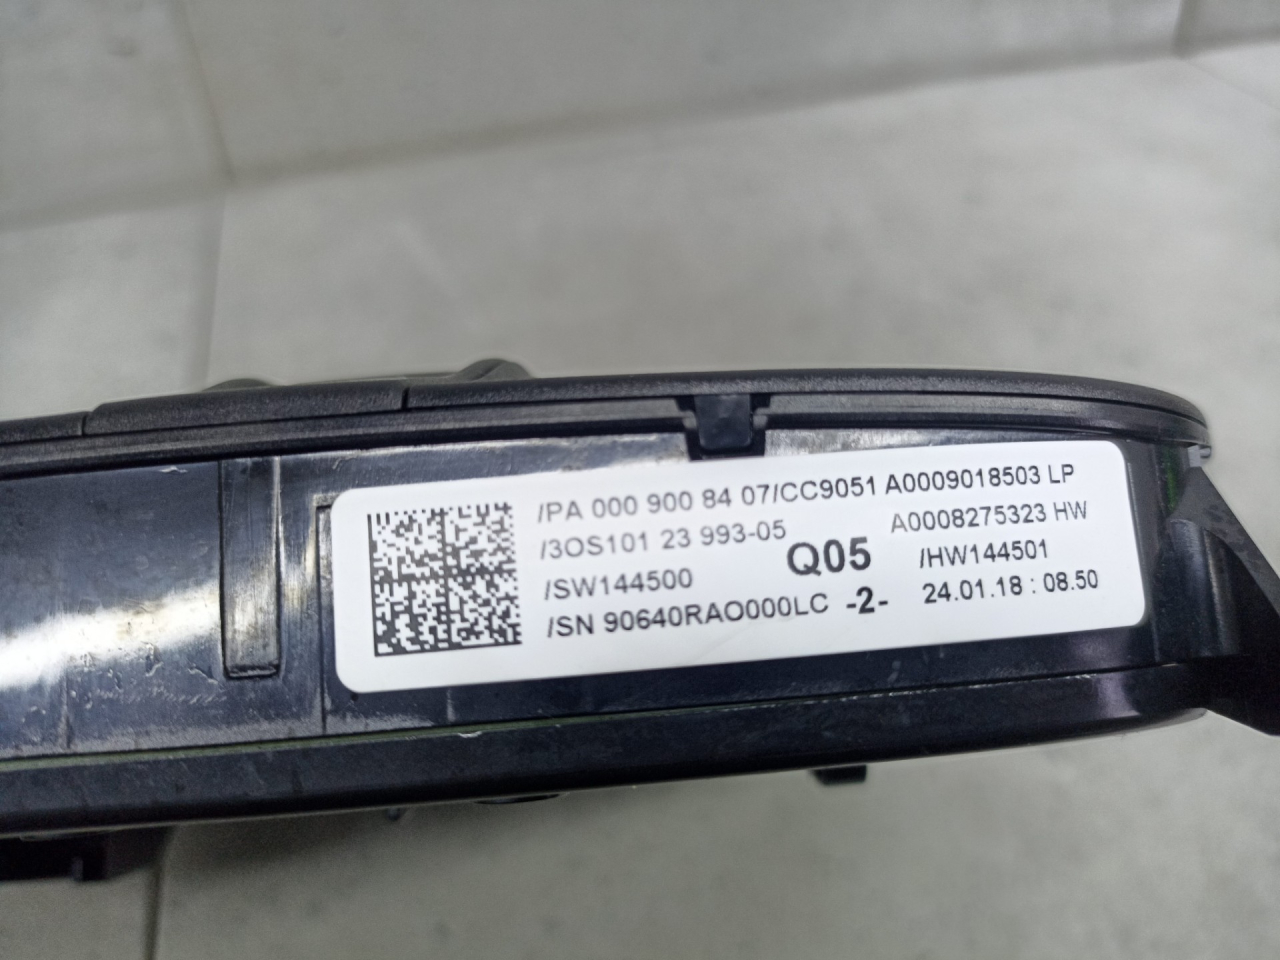 /PA 000 900 84 07/CC9051 A0009018503 LP
/3OS101 23 993-05 Q05 A0008275323 HW
/SW144500 /HW144501
/SN 90640RAO000LC -2- 24.01.18 : 08.50